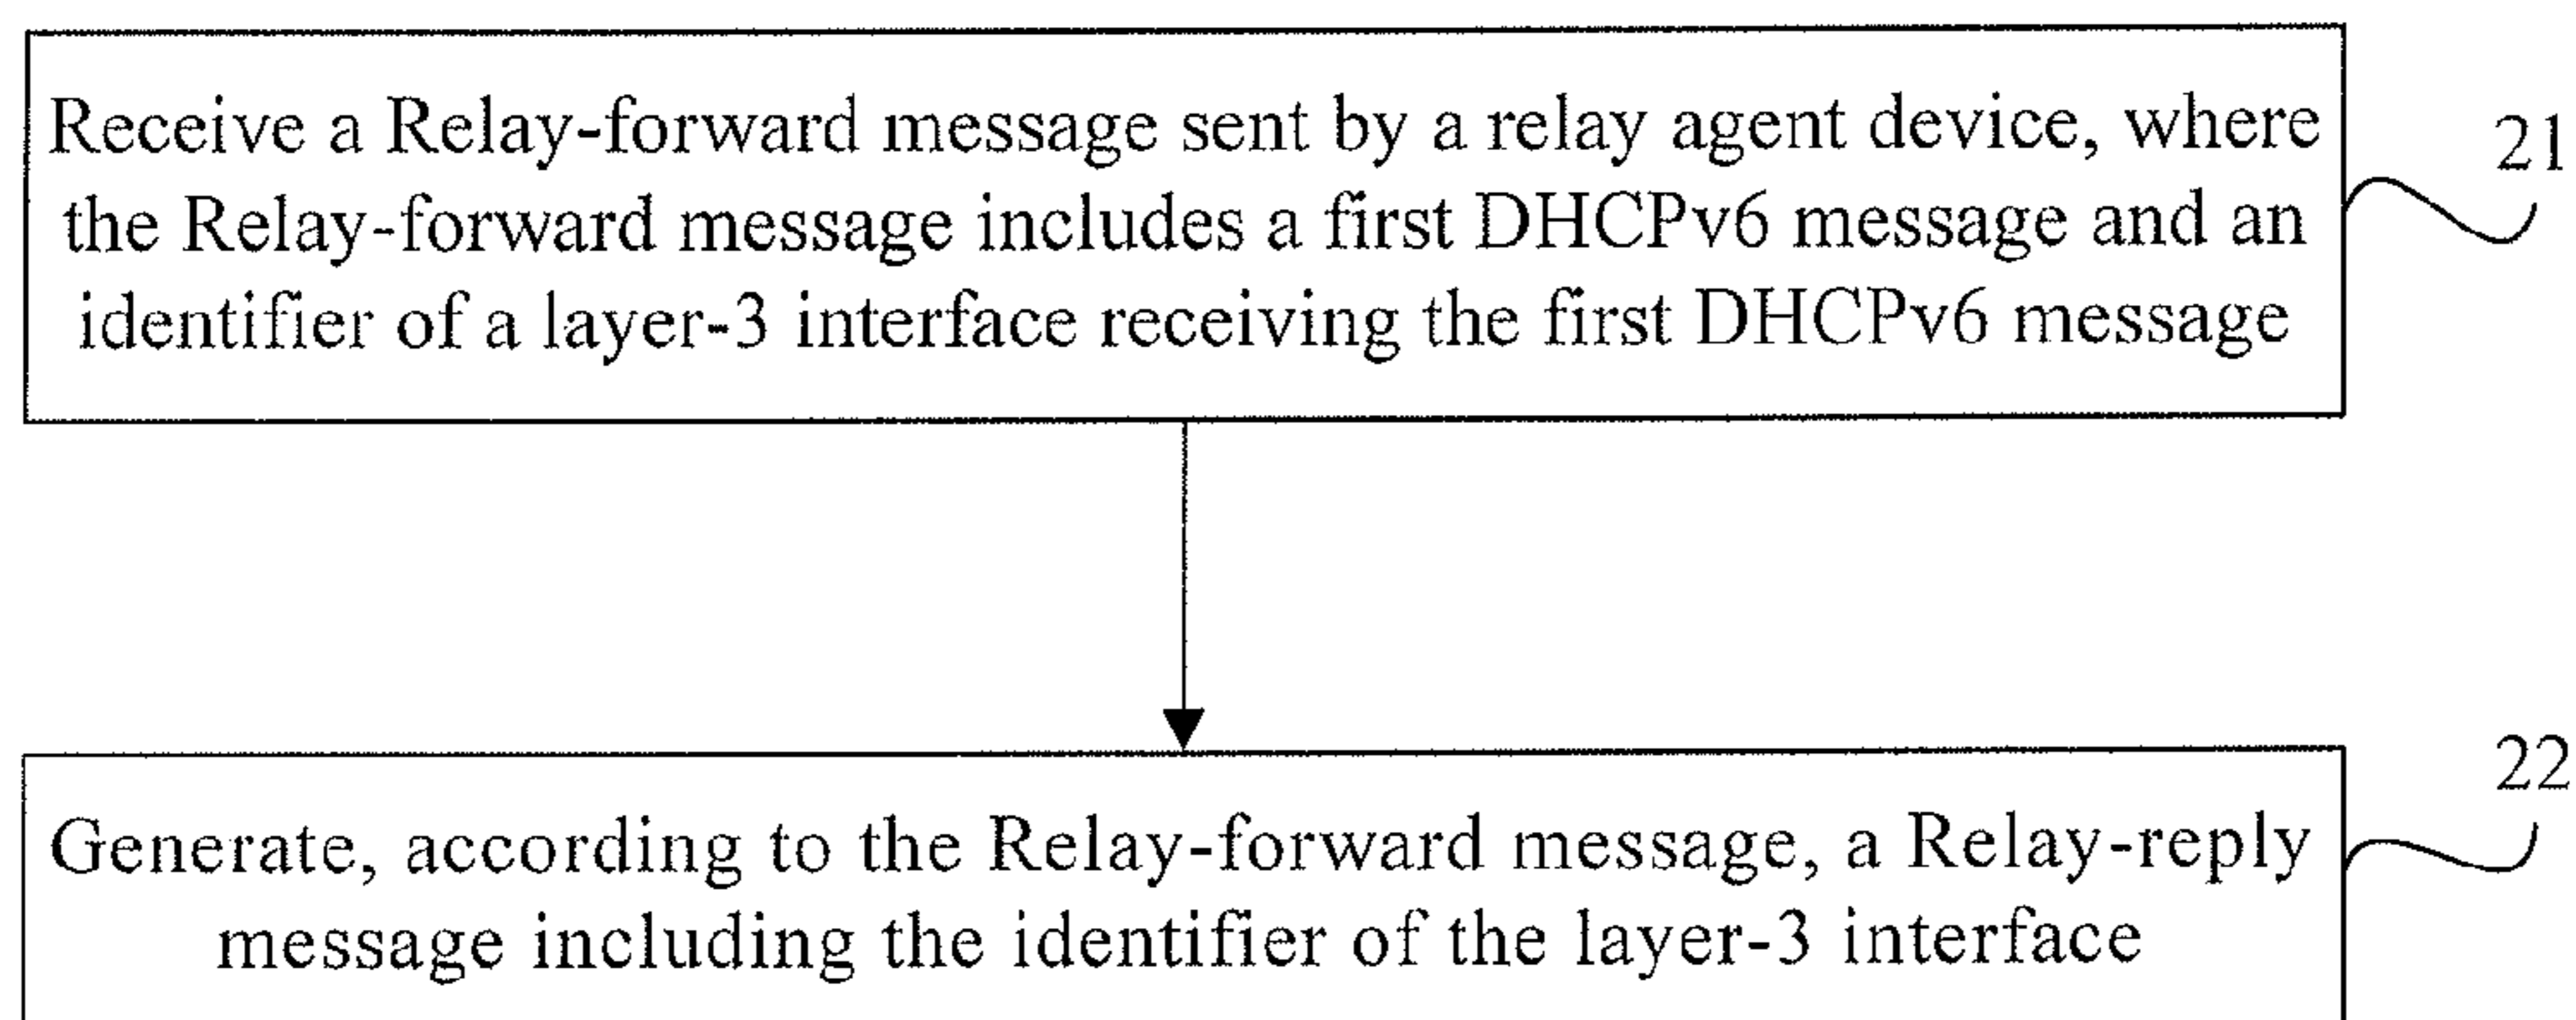 Receive a Relay-forward message sent by a relay agent device, where
the Relay-forward message includes a first DHCPv6 message and an
identifier of a layer-3 interface receiving the first DHCPv6 message
21
Generate, according to the Relay-forward message, a Relay-reply
message including the identifier of the layer-3 interface
22